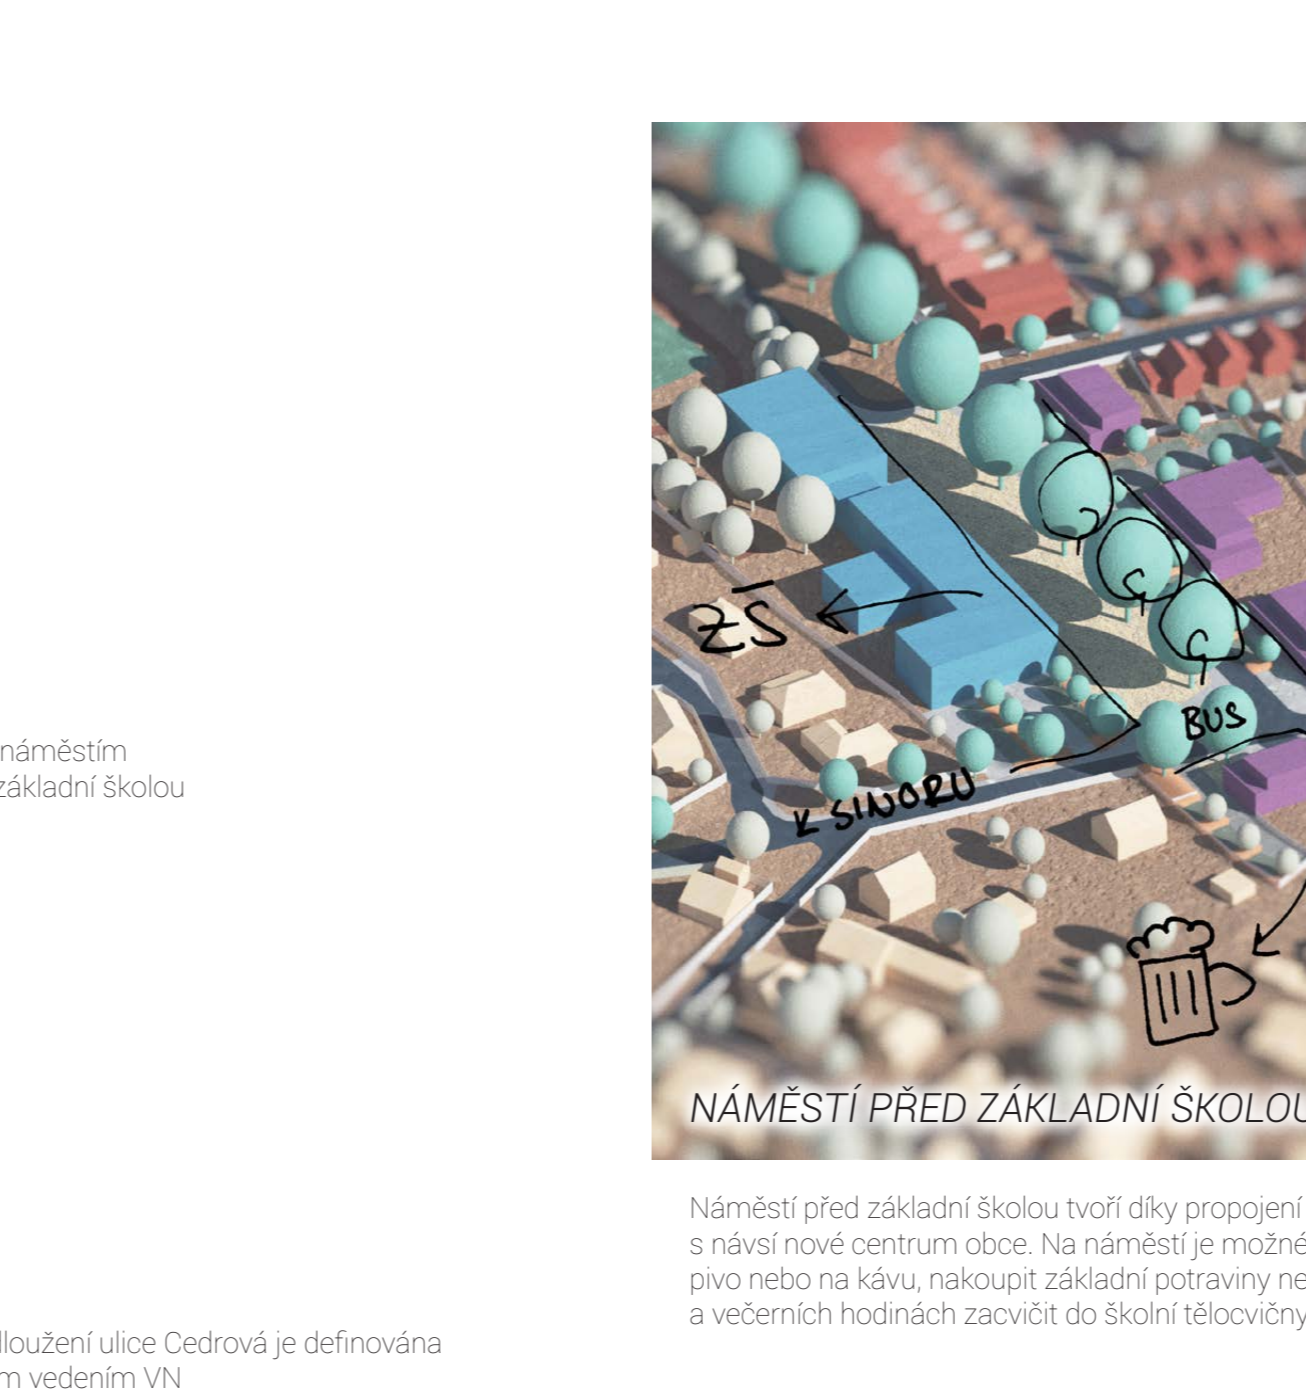 náměstím
základní školou
ZŠ
BUS
K SINORU
NÁMĚSTÍ PŘED ZÁKLADNÍ ŠKOLOU
Náměstí před základní školou tvoří díky propojení
s návsí nové centrum obce. Na náměstí je možné
pivo nebo na kávu, nakoupit základní potraviny ne
a večerních hodinách zacvičit do školní tělocvičny
dloužení ulice Cedrová je definována
m vedením VN